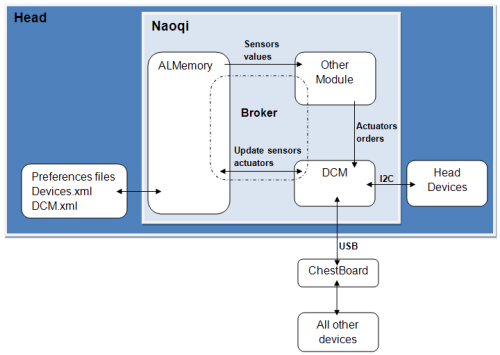 Head
Naoqi
Sensors
values
ALMemory
Other
Module
Broker
Actuators
orders
Update sensors
actuators
Preferences files
Devices.xml
DCM.xml
DCM
I2C
Head
Devices
USB
ChestBoard
All other
devices